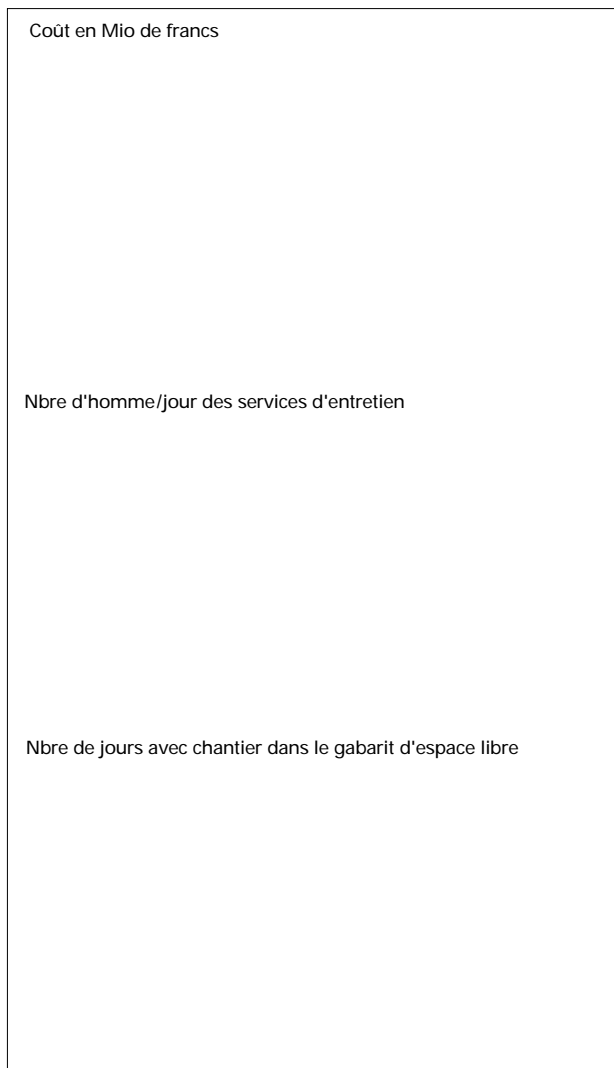 Coût en Mio de francs
Nbre d'homme/jour des services d'entretien
Nbre de jours avec chantier dans le gabarit d'espace libre